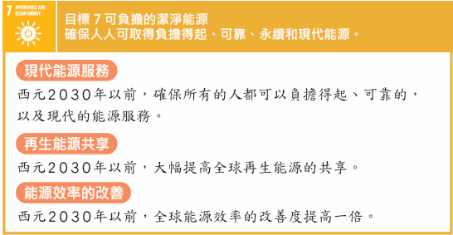 7 AFFORDABLE AND
CLEAN ENERGY
目標 7 可負擔的潔淨能源
確保人人可取得負擔得起、可靠、永續和現代能源。
現代能源服務
西元2030年以前，確保所有的人都可以負擔得起、可靠的，
以及現代的能源服務。
再生能源共享
西元2030年以前，大幅提高全球再生能源的共享。
能源效率的改善
西元2030年以前，全球能源效率的改善度提高一倍。